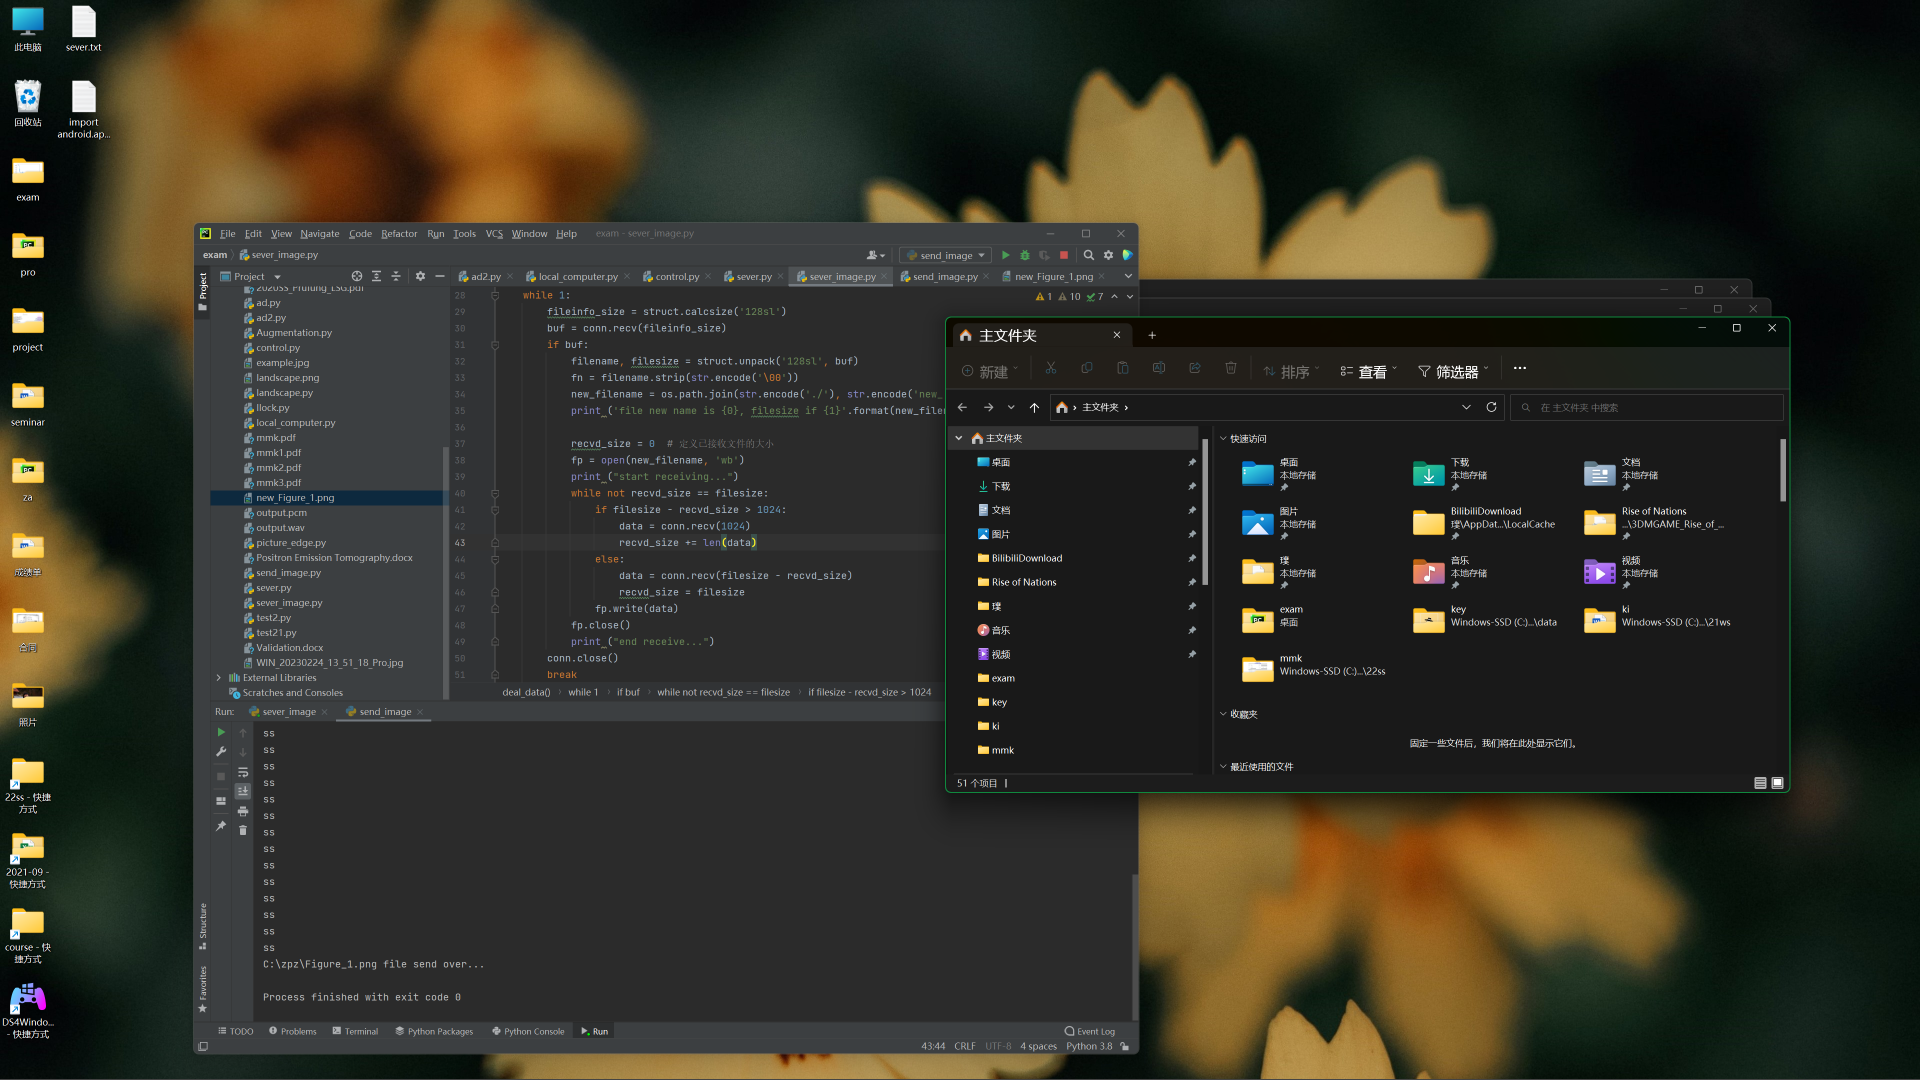 此电脑
sever.txt
回收站
import
android.ap...
exam
pro
project
seminar
za
成绩单
合同
照片
22ss - 快捷
方式
2021-09 -
快捷方式
course - 快
捷方式
DS4Windo...
- 快捷方式
File Edit View Navigate Code Refactor Run Tools VCS Window Help exam - sever_image.py
exam sever_image.py send_image
Project
ad2.py local_computer.py control.py sever.py sever_image.py send_image.py new_Figure_1.png
Project
2020SS_Prüfung_LSG.pdf
ad.py
ad2.py
Augmentation.py
control.py
example.jpg
landscape.png
landscape.py
llock.py
local_computer.py
mmk.pdf
mmk1.pdf
mmk2.pdf
mmk3.pdf
new_Figure_1.png
output.pcm
output.wav
picture_edge.py
Positron Emission Tomography.docx
send_image.py
sever.py
sever_image.py
test2.py
test21.py
Validation.docx
WIN_20230224_13_51_18_Pro.jpg
External Libraries
Scratches and Consoles
1 10 7
28 while 1:
29 fileinfo_size = struct.calcsize('128sl')
30 buf = conn.recv(fileinfo_size)
31 if buf:
32 filename, filesize = struct.unpack('128sl', buf)
33 fn = filename.strip(str.encode('\00'))
34 new_filename = os.path.join(str.encode('./'), str.encode('new_
35 print ('file new name is {0}, filesize if {1}'.format(new_filen
36
37 recvd_size = 0 # 定义已接收文件的大小
38 fp = open(new_filename, 'wb')
39 print ("start receiving...")
40 while not recvd_size == filesize:
41 if filesize - recvd_size > 1024:
42 data = conn.recv(1024)
43 recvd_size += len(data)
44 else:
45 data = conn.recv(filesize - recvd_size)
46 recvd_size = filesize
47 fp.write(data)
48 fp.close()
49 print ("end receive...")
50 conn.close()
51 break
deal_data() while 1 if buf while not recvd_size == filesize if filesize - recvd_size > 1024
Run: sever_image send_image
ss
ss
ss
ss
ss
ss
ss
ss
ss
ss
ss
ss
ss
ss
C:\zpz\Figure_1.png file send over...
Process finished with exit code 0
Structure
Favorites
TODO Problems Terminal Python Packages Python Console Run Event Log
43:44 CRLF UTF-8 4 spaces Python 3.8
主文件夹
新建 排序 查看 筛选器
主文件夹 在 主文件夹 中搜索
主文件夹
桌面
下载
文档
图片
BilibiliDownload
Rise of Nations
璞
音乐
视频
exam
key
ki
mmk
快速访问
桌面
本地存储
下载
本地存储
文档
本地存储
图片
本地存储
BilibiliDownload
璞\AppDat...\LocalCache
Rise of Nations
...\3DMGAME_Rise_of_...
璞
本地存储
音乐
本地存储
视频
本地存储
exam
桌面
key
Windows-SSD (C:)...\data
ki
Windows-SSD (C:)...\21ws
mmk
Windows-SSD (C:)...\22ss
收藏夹
固定一些文件后，我们将在此处显示它们。
最近使用的文件
51 个项目